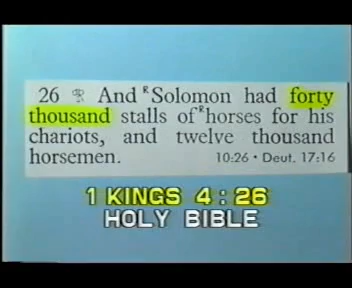 26 And RSolomon had forty
thousand stalls of Rhorses for his
chariots, and twelve thousand
horsemen. 10:26 • Deut. 17:16
1 KINGS 4:26
HOLY BIBLE